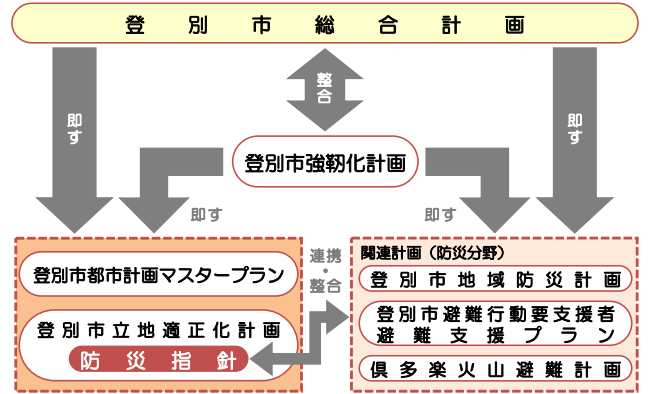 登別市総合計画
整合
即す
即す
登別市強靭化計画
即す
即す
連携・整合
登別市都市計画マスタープラン
登別市立地適正化計画
防災指針
関連計画（防災分野）
登別市地域防災計画
登別市避難行動要支援者
避難支援プラン
倶多楽火山避難計画